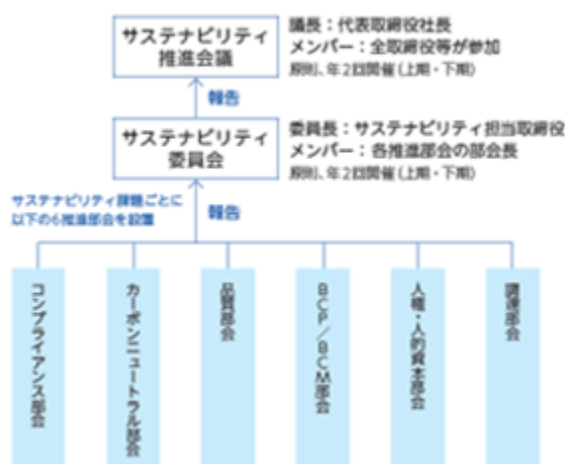 サステナビリティ
推進会議
議長：代表取締役社長
メンバー：全取締役等が参加
原則、年2回開催（上期・下期）
報告
サステナビリティ
委員会
委員長：サステナビリティ担当取締役
メンバー：各推進部会の部会長
原則、年2回開催（上期・下期）
サステナビリティ課題ごとに
以下の6推進部会を設置
報告
コンプライアンス部会
カーボンニュートラル部会
品質部会
BCP／BCM部会
人権・人的資本部会
調達部会